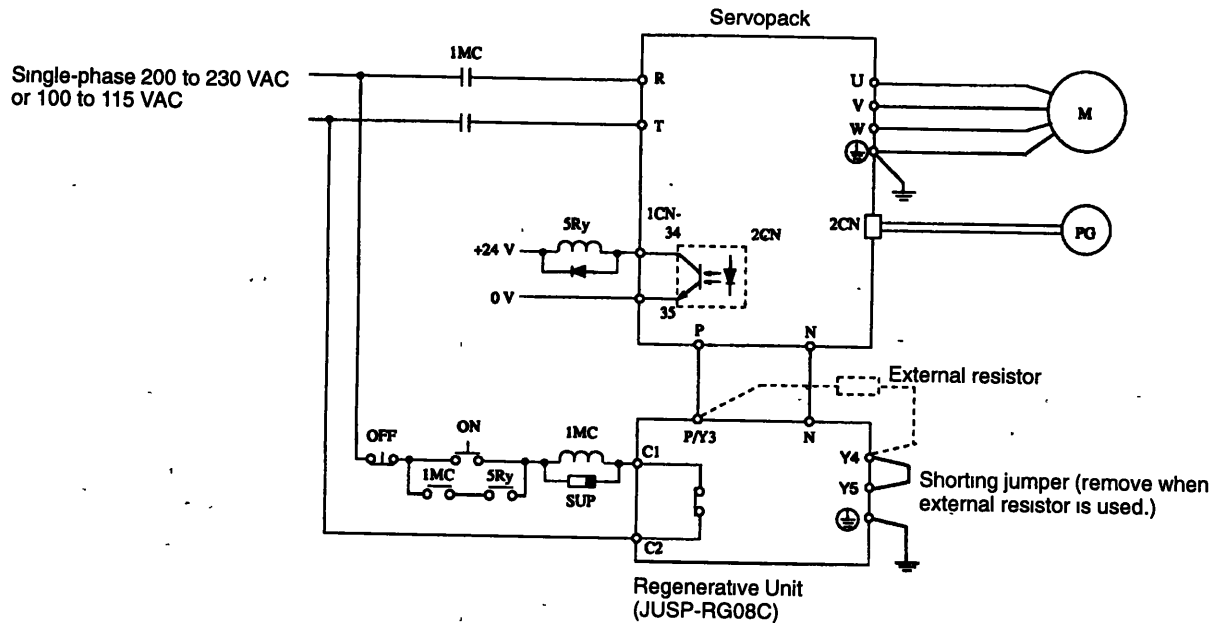 Servopack
1MC
Single-phase 200 to 230 VAC
or 100 to 115 VAC
R
T
U
V
W
M
1CN-
34
5Ry
+24 V
0 V
35
2CN
2CN
PG
P
N
External resistor
P/Y3
N
OFF
ON
1MC
1MC
5Ry
SUP
C1
C2
Y4
Y5
Shorting jumper (remove when
external resistor is used.)
Regenerative Unit
(JUSP-RG08C)